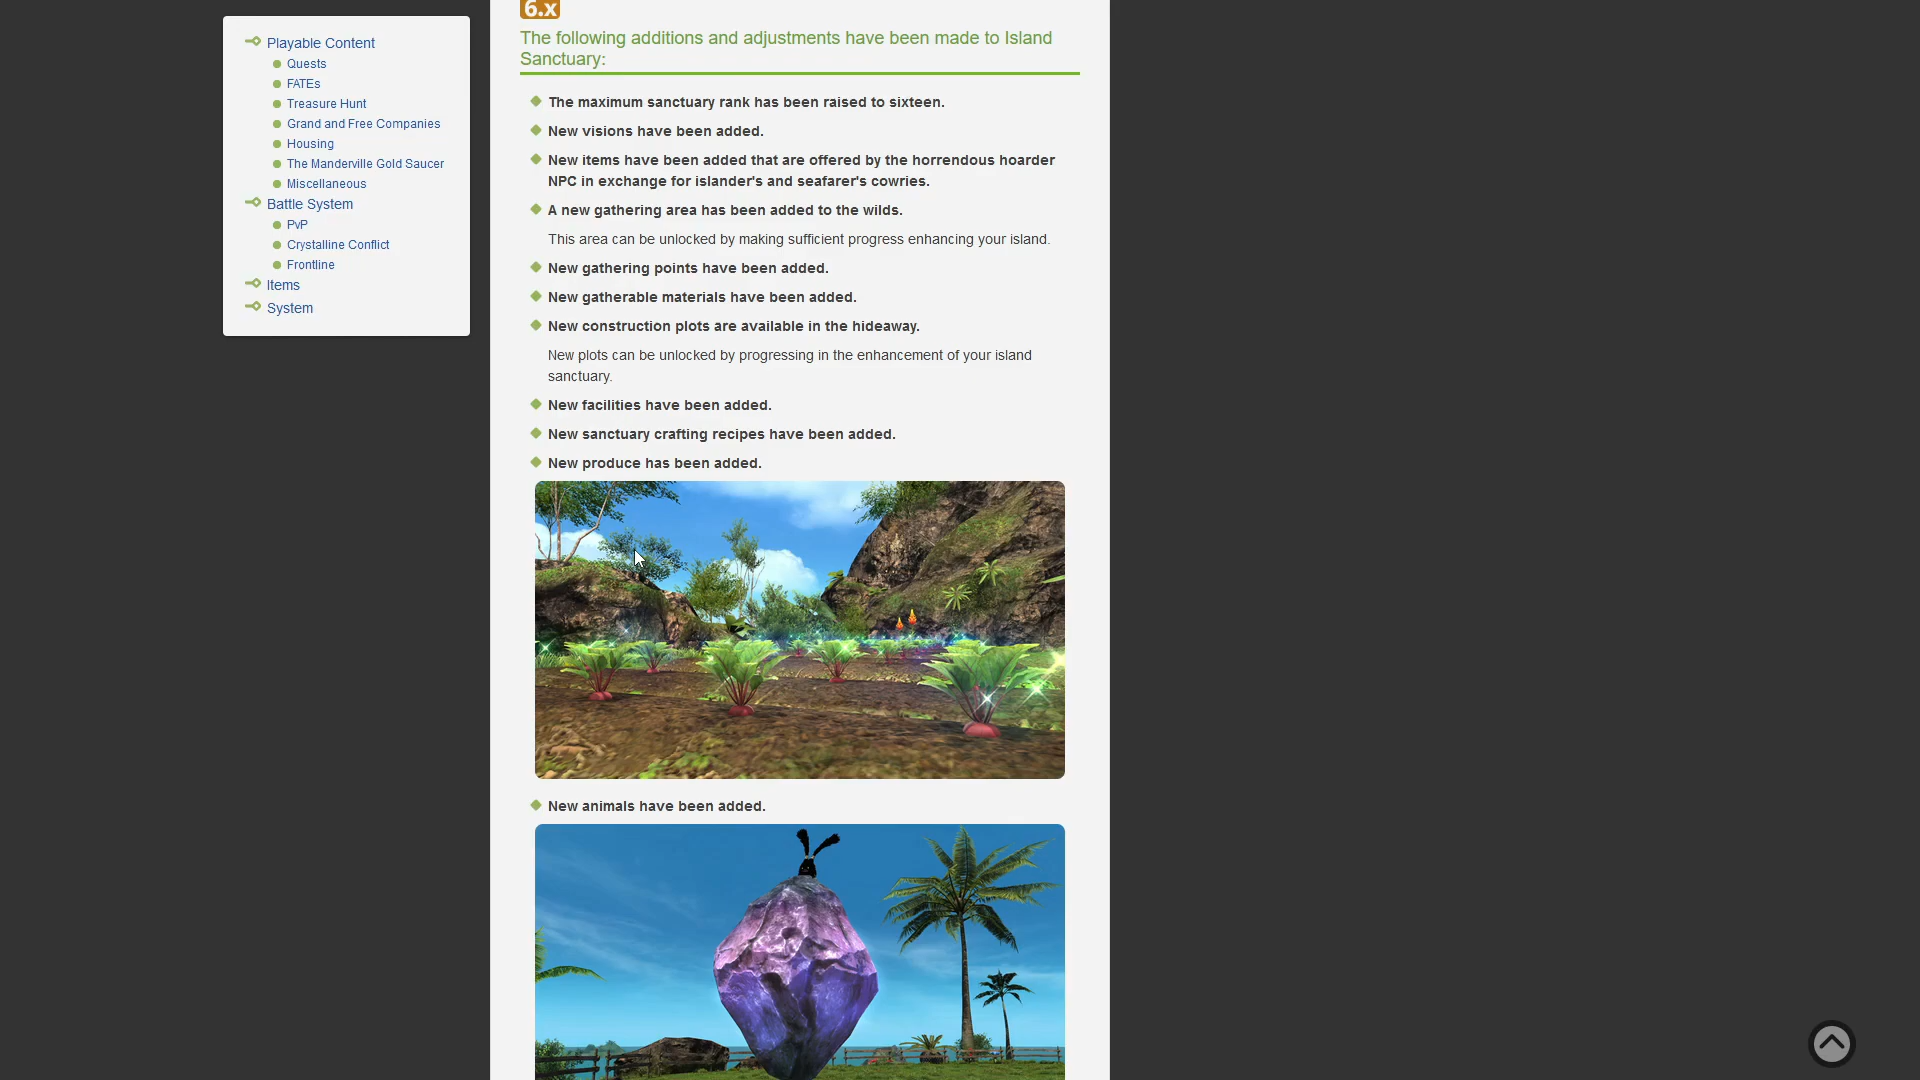 Playable Content
Quests
FATEs
Treasure Hunt
Grand and Free Companies
Housing
The Manderville Gold Saucer
Miscellaneous
Battle System
PvP
Crystalline Conflict
Frontline
Items
System
6.x
The following additions and adjustments have been made to Island
Sanctuary:
The maximum sanctuary rank has been raised to sixteen.
New visions have been added.
New items have been added that are offered by the horrendous hoarder
NPC in exchange for islander's and seafarer's cowries.
A new gathering area has been added to the wilds.
This area can be unlocked by making sufficient progress enhancing your island.
New gathering points have been added.
New gatherable materials have been added.
New construction plots are available in the hideaway.
New plots can be unlocked by progressing in the enhancement of your island
sanctuary.
New facilities have been added.
New sanctuary crafting recipes have been added.
New produce has been added.
New animals have been added.